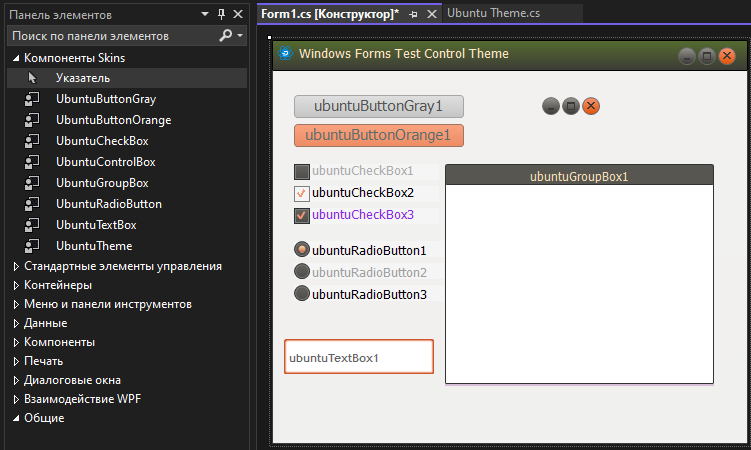 Панель элементов
Поиск по панели элементов
Компоненты Skins
Указатель
UbuntuButtonGray
UbuntuButtonOrange
UbuntuCheckBox
UbuntuControlBox
UbuntuGroupBox
UbuntuRadioButton
UbuntuTextBox
UbuntuTheme
Стандартные элементы управления
Контейнеры
Меню и панели инструментов
Данные
Компоненты
Печать
Диалоговые окна
Взаимодействие WPF
Общие
Form1.cs [Конструктор]*
Ubuntu Theme.cs
Windows Forms Test Control Theme
ubuntuButtonGray1
ubuntuButtonOrange1
ubuntuCheckBox1
ubuntuCheckBox2
ubuntuCheckBox3
ubuntuRadioButton1
ubuntuRadioButton2
ubuntuRadioButton3
ubuntuTextBox1
ubuntuGroupBox1